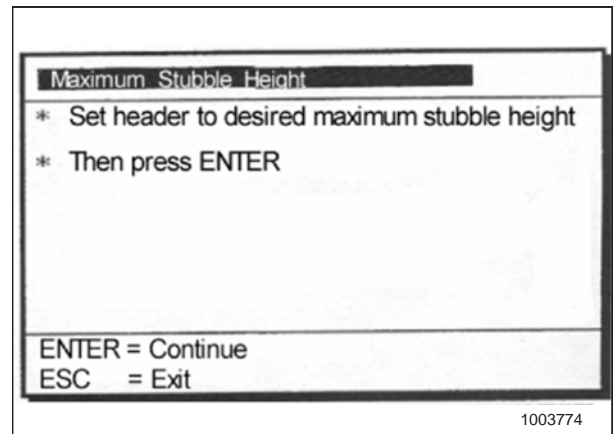 Maximum Stubble Height
* Set header to desired maximum stubble height
* Then press ENTER
ENTER = Continue
ESC = Exit
1003774